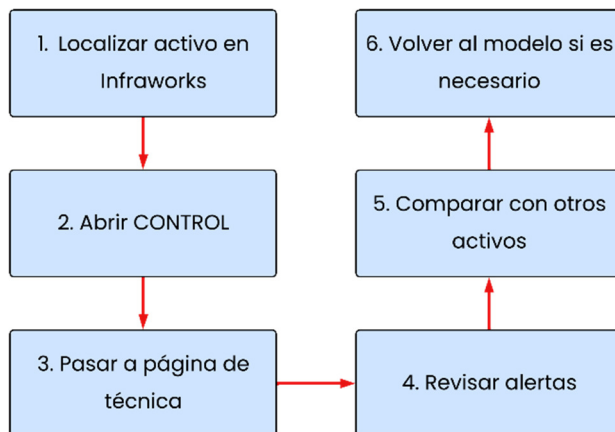 1. Localizar activo en
Infraworks
2. Abrir CONTROL
3. Pasar a página de
técnica
4. Revisar alertas
5. Comparar con otros
activos
6. Volver al modelo si es
necesario